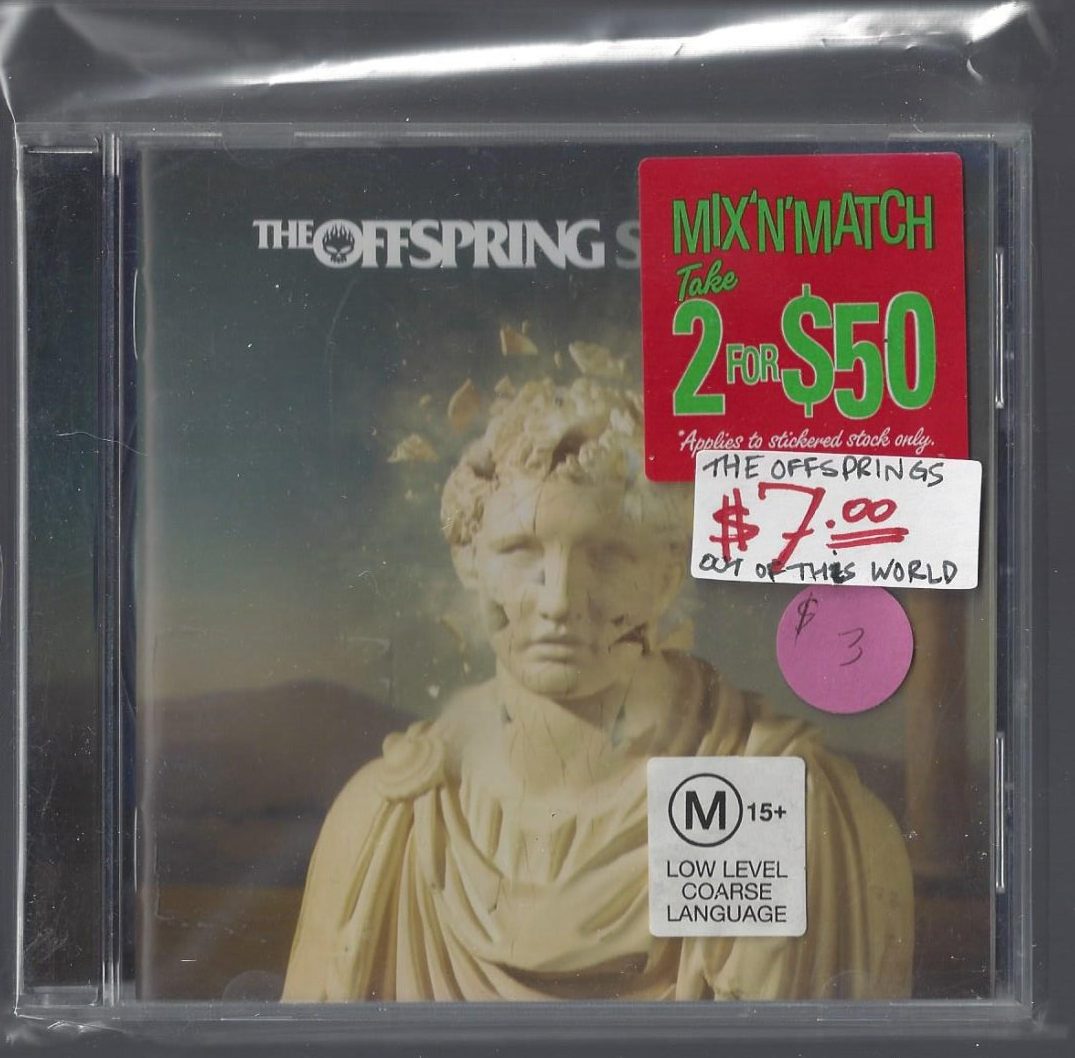 THE OFFSPRING S
MIX'N'MATCH
Take
2 FOR $50
*Applies to stickered stock only.
THE OFFSPRINGS
$7.00
OUT OF THIS WORLD
$ 3
M 15+
LOW LEVEL
COARSE
LANGUAGE